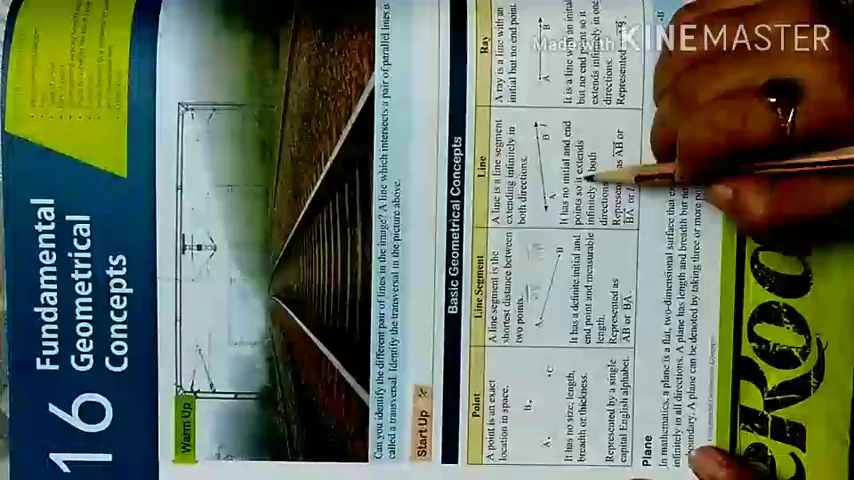 16 Fundamental
Geometrical
Concepts
Warm Up
Can you identify the different pair of lines in the image? A line which intersects a pair of parallel lines is
called a transversal. Identify the transversal in the picture above.
Start Up
Basic Geometrical Concepts
Point
A point is an exact
location in space.
A. B. C
It has no size, length,
breadth or thickness.
Represented by a single
capital English alphabet.
Line Segment
A line segment is the
shortest distance between
two points.
A B
It has a definite initial and
end point and measurable
length.
Represented as
AB or BA.
Line
A line is a line segment
extending infinitely in
both directions.
A B l
It has no initial and end
points so it extends
infinitely in both
directions.
as AB or
BA or l
Ray
A ray is a line with an
initial but no end point
A B
It is a line with an initial
but no end point so it
extends infinitely in one
directions.
Represented
Plane
In mathematics, a plane is a flat, two-dimensional surface that
infinitely in all directions. A plane has length and breadth but no
boundary. A plane can be denoted by taking three or more
Made with KINEMASTER